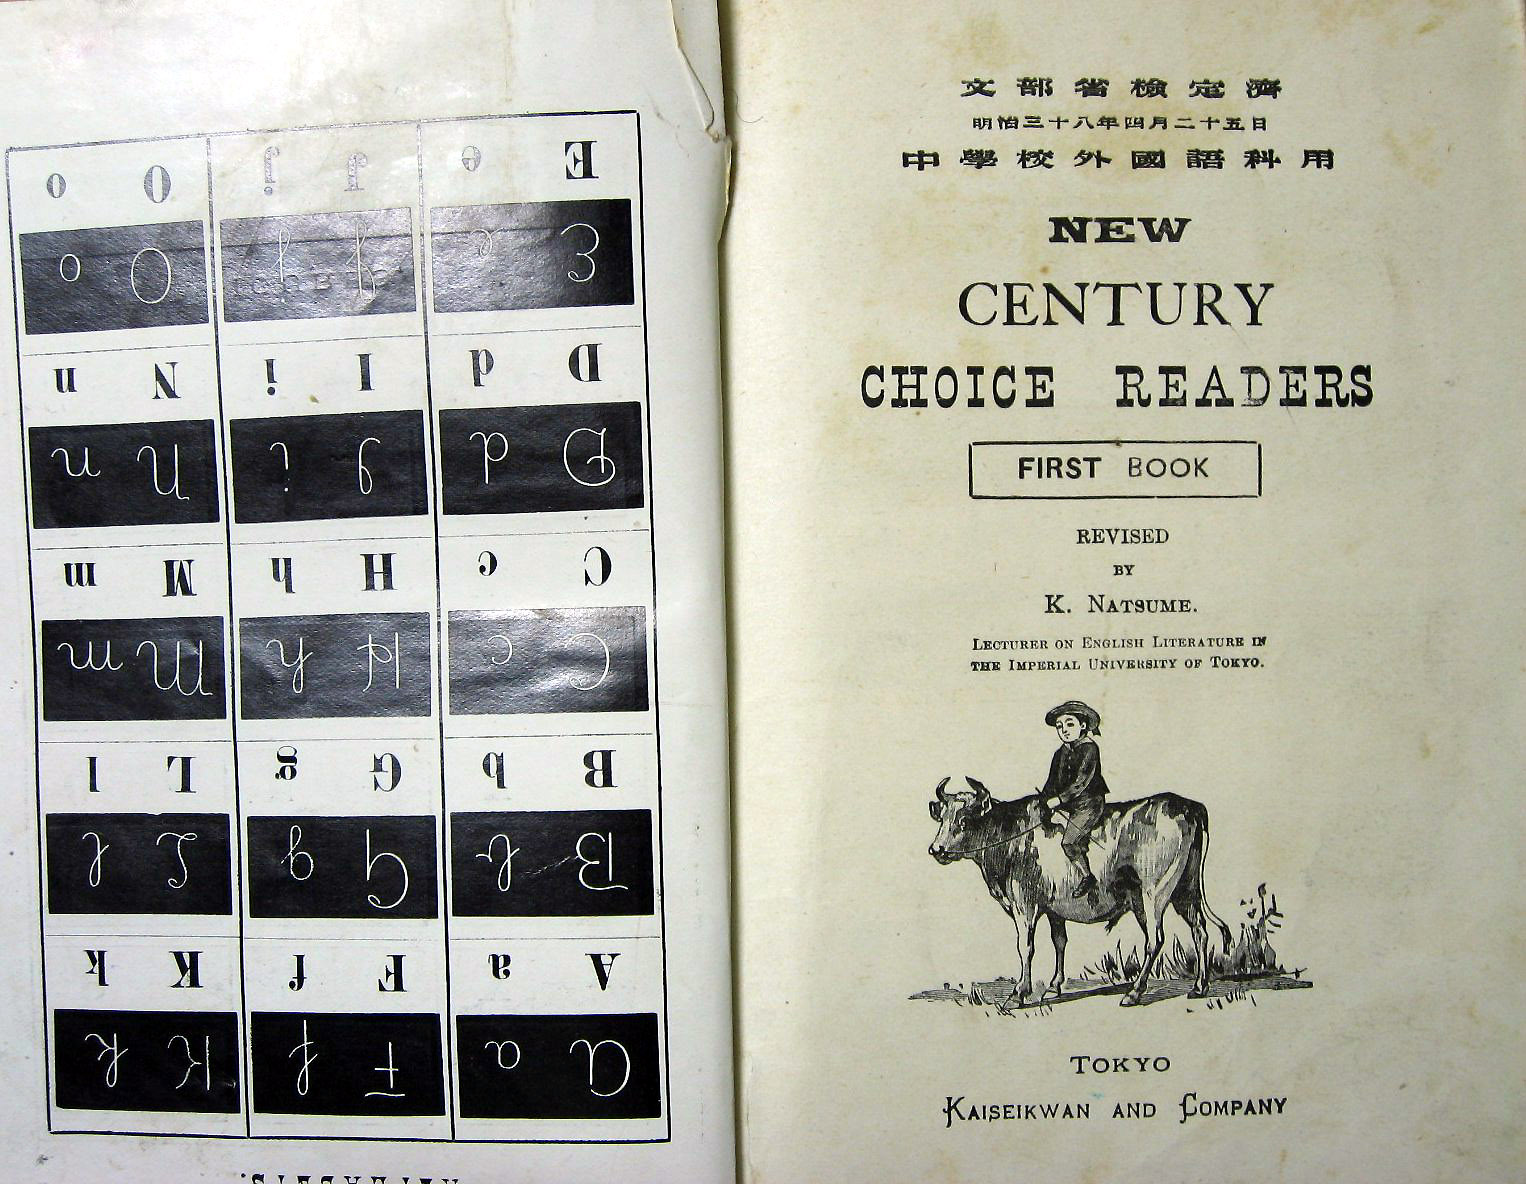 A a F f K k
A a F f K k
B b G g L l
B b G g L l
C c H h M m
C c H h M m
D d I i N n
D d I i N n
E e J j O o
E e J j O o
文部省檢定濟
明治三十八年四月二十五日
中學校外國語科用
NEW
CENTURY
CHOICE READERS
FIRST BOOK
REVISED
BY
K. NATSUME.
LECTURER ON ENGLISH LITERATURE IN
THE IMPERIAL UNIVERSITY OF TOKYO.
TOKYO
KAISEIKWAN AND COMPANY